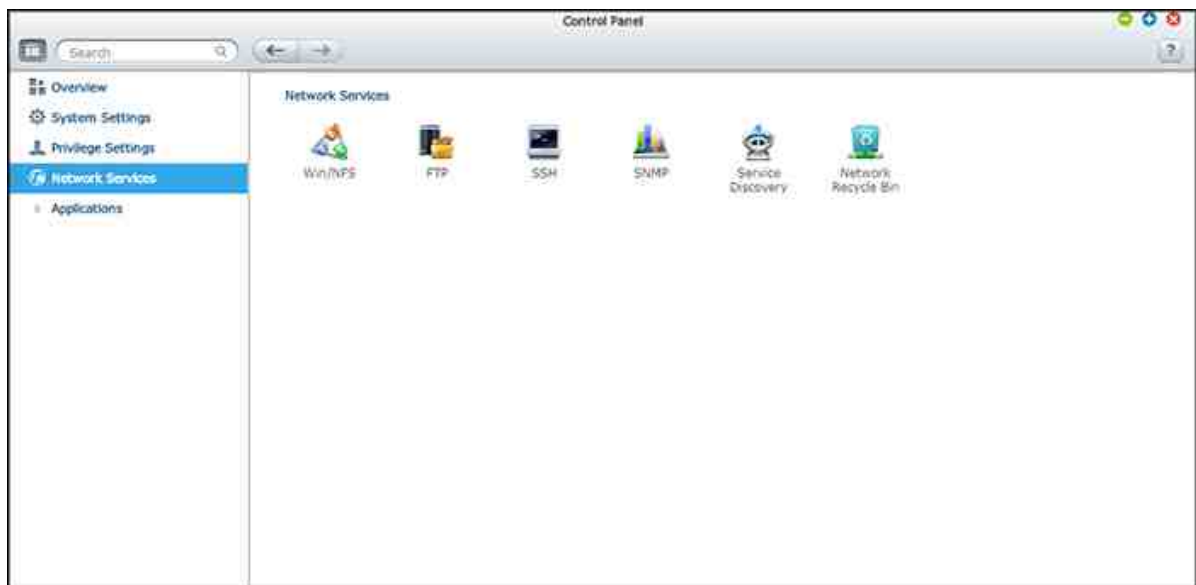 Control Panel
Search
?
Overview
System Settings
Privilege Settings
Network Services
Applications
Network Services
Win/NFS
FTP
SSH
SNMP
Service
Discovery
Network
Recycle Bin